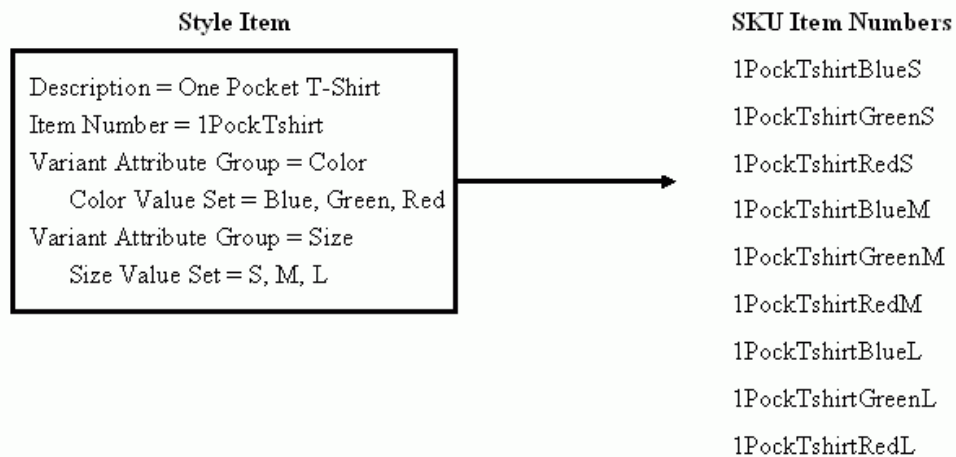 Style Item
Description = One Pocket T-Shirt
Item Number = 1PockTshirt
Variant Attribute Group = Color
Color Value Set = Blue, Green, Red
Variant Attribute Group = Size
Size Value Set = S, M, L
SKU Item Numbers
1PockTshirtBlueS
1PockTshirtGreenS
1PockTshirtRedS
1PockTshirtBlueM
1PockTshirtGreenM
1PockTshirtRedM
1PockTshirtBlueL
1PockTshirtGreenL
1PockTshirtRedL